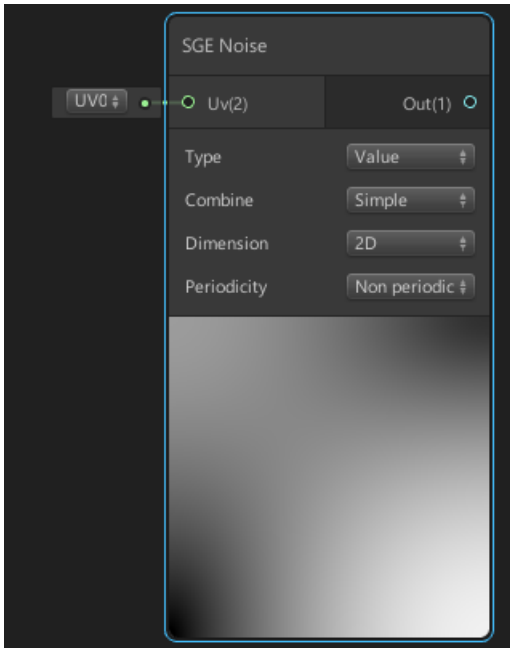 SGE Noise
UV0 Uv(2) Out(1)
Type Value
Combine Simple
Dimension 2D
Periodicity Non periodic